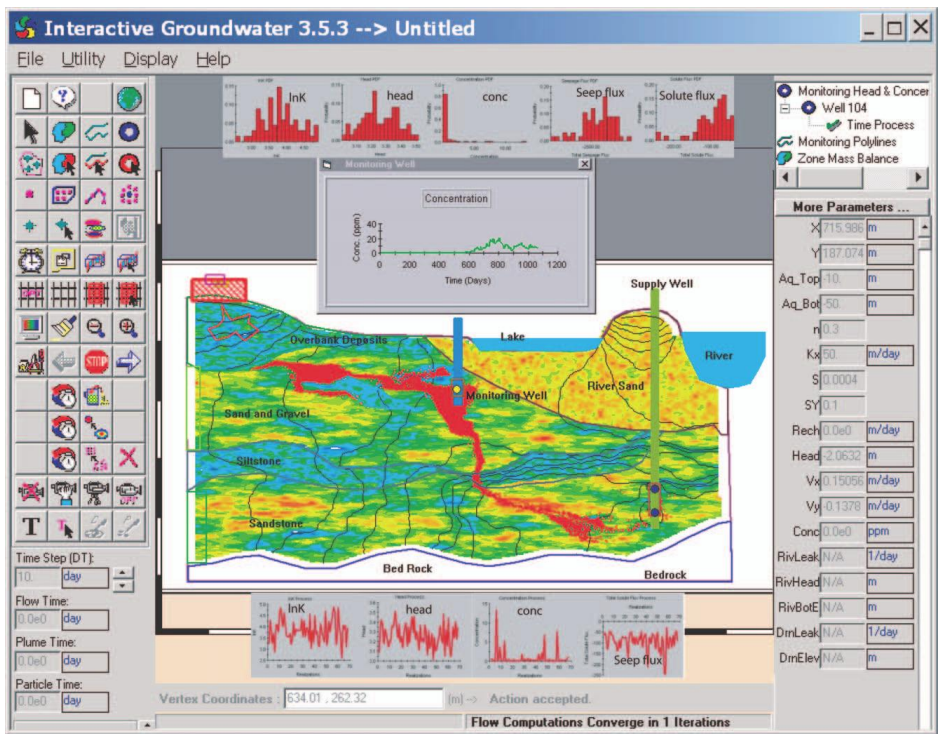 Interactive Groundwater 3.5.3 --> Untitled
File Utility Display Help
lnK
head
conc
Seep flux
Solute flux
Monitoring Head & Concer
Well 104
Time Process
Monitoring Polylines
Zone Mass Balance
Monitoring Well
Concentration
Conc. (ppm)
40
20
0
0 200 400 600 800 1000 1200
Time (Days)
More Parameters ...
X 715.986 m
Y 187.074 m
Aq_Top -10. m
Aq_Bot -50. m
n 0.3
Kx 50. m/day
S 0.0004
SY 0.1
Rech 0.0e0 m/day
Head -2.0632 m
Vx 0.15056 m/day
Vy -0.1378 m/day
Conc 0.0e0 ppm
RivLeak N/A 1/day
RivHead N/A m
RivBotE N/A m
DrnLeak N/A 1/day
DrnElev N/A m
Supply Well
Lake
River
Overbank Deposits
River Sand
Monitoring Well
Sand and Gravel
Siltstone
Sandstone
Bed Rock
Bedrock
STOP
OFF
T
T
Time Step (DT):
10. day
Flow Time:
0.0e0 day
Plume Time:
0.0e0 day
Particle Time:
0.0e0 day
lnK
head
conc
Seep flux
Vertex Coordinates : 634.01 , 262.32 (m) -> Action accepted.
Flow Computations Converge in 1 Iterations